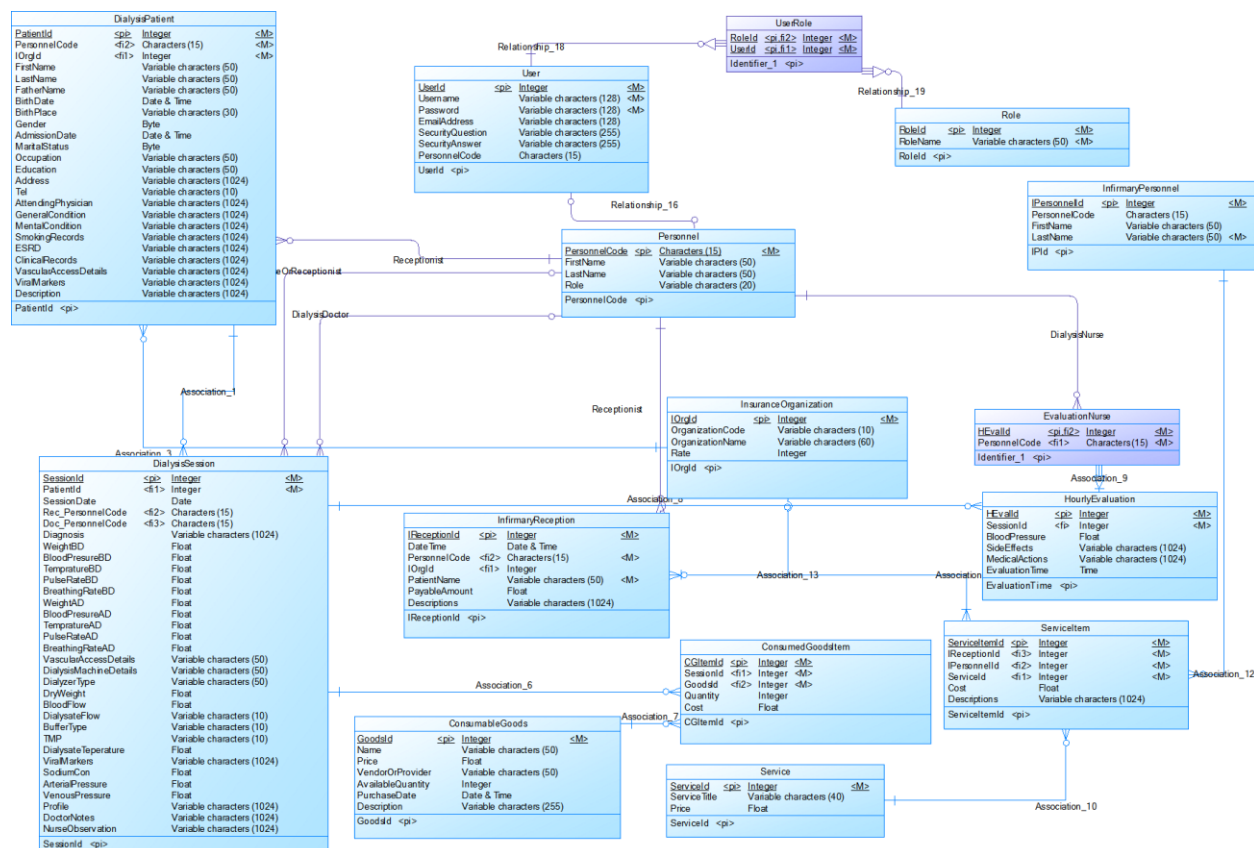 DialysisPatient
PatientId <pi> Integer <M>
PersonnelCode <fi2> Characters (15) <M>
IOrgId <fi1> Integer <M>
FirstName Variable characters (50)
LastName Variable characters (50)
FatherName Variable characters (50)
BirthDate Date & Time
BirthPlace Variable characters (30)
Gender Byte
AdmissionDate Date & Time
MaritalStatus Byte
Occupation Variable characters (50)
Education Variable characters (50)
Address Variable characters (1024)
Tel Variable characters (10)
AttendingPhysician Variable characters (1024)
GeneralCondition Variable characters (1024)
MentalCondition Variable characters (1024)
SmokingRecords Variable characters (1024)
ESRD Variable characters (1024)
ClinicalRecords Variable characters (1024)
VascularAccessDetails Variable characters (1024)
ViralMarkers Variable characters (1024)
Description Variable characters (1024)
PatientId <pi>
UserRole
RoleId <pi,fi2> Integer <M>
UserId <pi,fi1> Integer <M>
Identifier_1 <pi>
Relationship_18
User
UserId <pi> Integer <M>
Username Variable characters (128) <M>
Password Variable characters (128) <M>
EmailAddress Variable characters (128)
SecurityQuestion Variable characters (255)
SecurityAnswer Variable characters (255)
PersonnelCode Characters (15)
UserId <pi>
Relationship_19
Role
RoleId <pi> Integer <M>
RoleName Variable characters (50) <M>
RoleId <pi>
InfirmaryPersonnel
IPersonnelId <pi> Integer <M>
PersonnelCode Characters (15)
FirstName Variable characters (50)
LastName Variable characters (50) <M>
IPId <pi>
Relationship_16
Personnel
PersonnelCode <pi> Characters (15) <M>
FirstName Variable characters (50)
LastName Variable characters (50)
Role Variable characters (20)
PersonnelCode <pi>
Receptionist
eOrReceptionist
DialysisDoctor
DialysisNurse
Association_1
Receptionist
InsuranceOrganization
IOrgId <pi> Integer <M>
OrganizationCode Variable characters (10)
OrganizationName Variable characters (60)
Rate Integer
IOrgId <pi>
EvaluationNurse
HEvalId <pi,fi2> Integer <M>
PersonnelCode <fi1> Characters (15) <M>
Identifier_1 <pi>
Association_3
Association_9
DialysisSession
SessionId <pi> Integer <M>
PatientId <fi1> Integer <M>
SessionDate Date
Rec_PersonnelCode <fi2> Characters (15)
Doc_PersonnelCode <fi3> Characters (15)
Diagnosis Variable characters (1024)
WeightBD Float
BloodPresureBD Float
TempratureBD Float
PulseRateBD Float
BreathingRateBD Float
WeightAD Float
BloodPresureAD Float
TempratureAD Float
PulseRateAD Float
BreathingRateAD Float
VascularAccessDetails Variable characters (50)
DialysisMachineDetails Variable characters (50)
DialyzerType Variable characters (50)
DryWeight Float
BloodFlow Float
DialysateFlow Variable characters (10)
BufferType Variable characters (10)
TMP Variable characters (10)
DialysateTeperature Float
ViralMarkers Variable characters (1024)
SodiumCon Float
ArterialPressure Float
VenousPressure Float
Profile Variable characters (1024)
DoctorNotes Variable characters (1024)
NurseObservation Variable characters (1024)
SessionId <pi>
InfirmaryReception
IReceptionId <pi> Integer <M>
DateTime Date & Time
PersonnelCode <fi2> Characters (15) <M>
IOrgId <fi1> Integer
PatientName Variable characters (50) <M>
PayableAmount Float
Descriptions Variable characters (1024)
IReceptionId <pi>
HourlyEvaluation
HEvalId <pi> Integer <M>
SessionId <fi> Integer <M>
BloodPressure Float
SideEffects Variable characters (1024)
MedicalActions Variable characters (1024)
EvaluationTime Time
EvaluationTime <pi>
Association_13
Association
ServiceItem
ServiceItemId <pi> Integer <M>
IReceptionId <fi3> Integer <M>
IPersonnelId <fi2> Integer <M>
ServiceId <fi1> Integer <M>
Cost Float
Descriptions Variable characters (1024)
ServiceItemId <pi>
Association_12
ConsumedGoodsItem
CGItemId <pi> Integer <M>
SessionId <fi1> Integer <M>
GoodsId <fi2> Integer <M>
Quantity Integer
Cost Float
CGItemId <pi>
Association_6
Association_7
ConsumableGoods
GoodsId <pi> Integer <M>
Name Variable characters (50)
Price Float
VendorOrProvider Variable characters (50)
AvailableQuantity Integer
PurchaseDate Date & Time
Description Variable characters (255)
GoodsId <pi>
Service
ServiceId <pi> Integer <M>
ServiceTitle Variable characters (40)
Price Float
ServiceId <pi>
Association_10